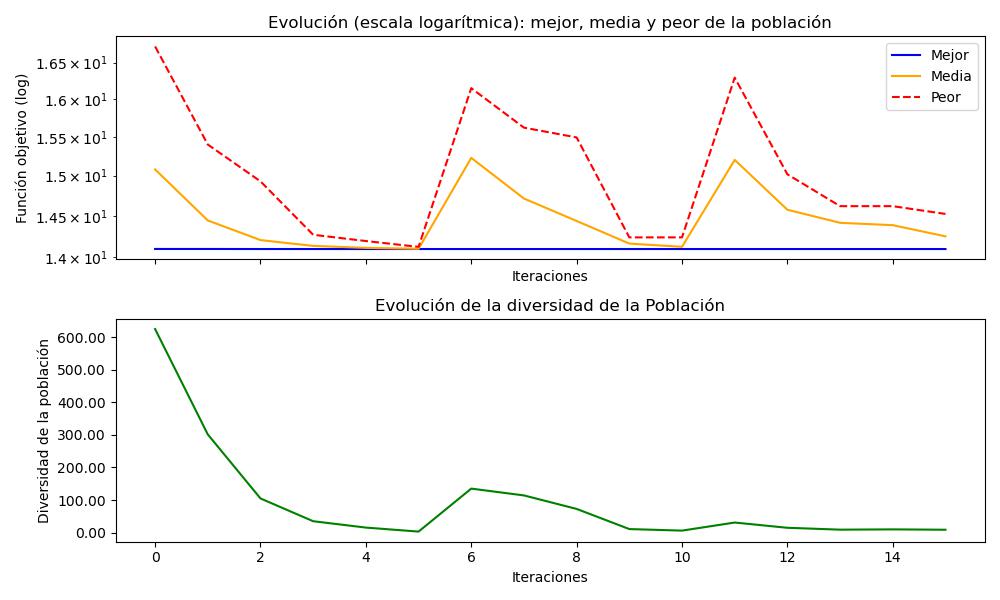 Evolución (escala logarítmica): mejor, media y peor de la población
Función objetivo (log)
1.65 × 10¹
1.6 × 10¹
1.55 × 10¹
1.5 × 10¹
1.45 × 10¹
1.4 × 10¹
Mejor
Media
Peor
Iteraciones
Evolución de la diversidad de la Población
Diversidad de la población
600.00
500.00
400.00
300.00
200.00
100.00
0.00
0 2 4 6 8 10 12 14
Iteraciones